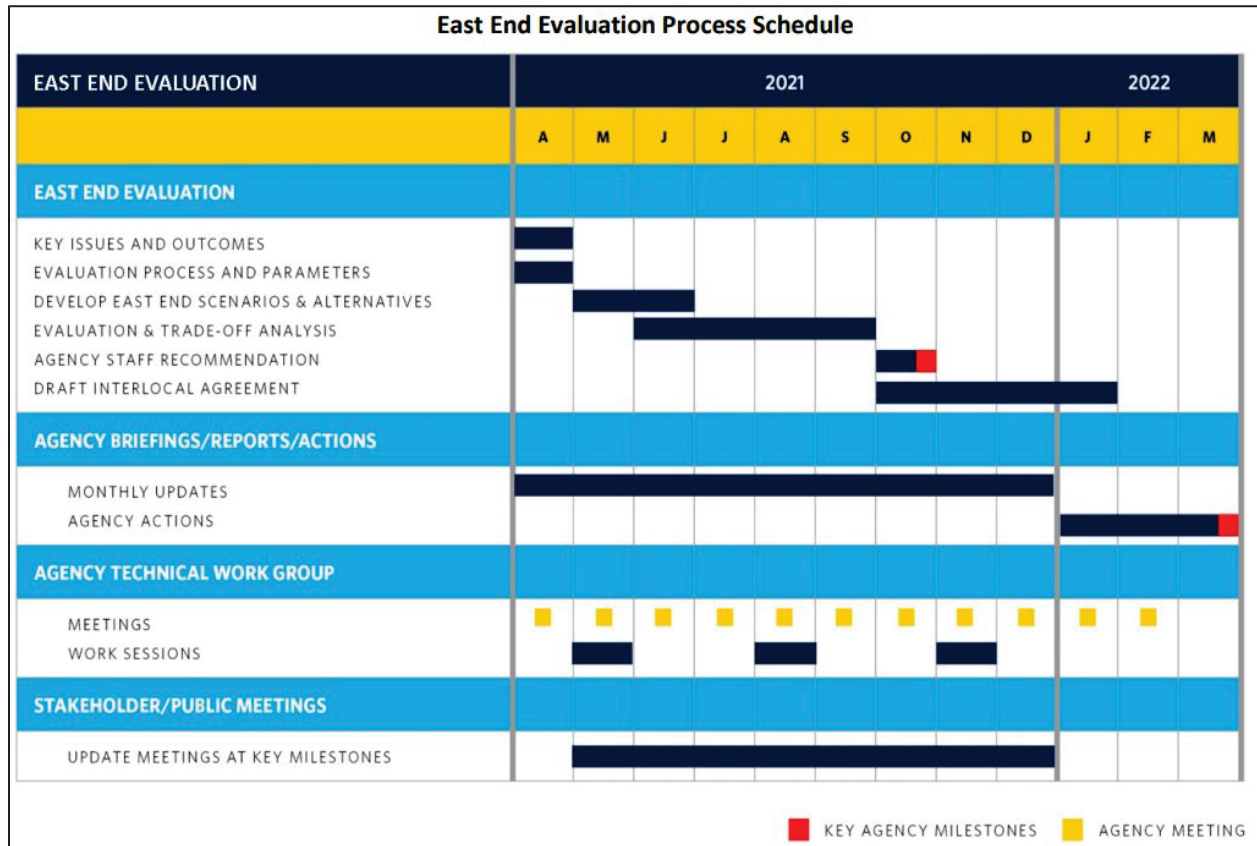 East End Evaluation Process Schedule
EAST END EVALUATION 2021 2022
A M J J A S O N D J F M
EAST END EVALUATION
KEY ISSUES AND OUTCOMES
EVALUATION PROCESS AND PARAMETERS
DEVELOP EAST END SCENARIOS & ALTERNATIVES
EVALUATION & TRADE-OFF ANALYSIS
AGENCY STAFF RECOMMENDATION
DRAFT INTERLOCAL AGREEMENT
AGENCY BRIEFINGS/REPORTS/ACTIONS
MONTHLY UPDATES
AGENCY ACTIONS
AGENCY TECHNICAL WORK GROUP
MEETINGS
WORK SESSIONS
STAKEHOLDER/PUBLIC MEETINGS
UPDATE MEETINGS AT KEY MILESTONES
KEY AGENCY MILESTONES AGENCY MEETING